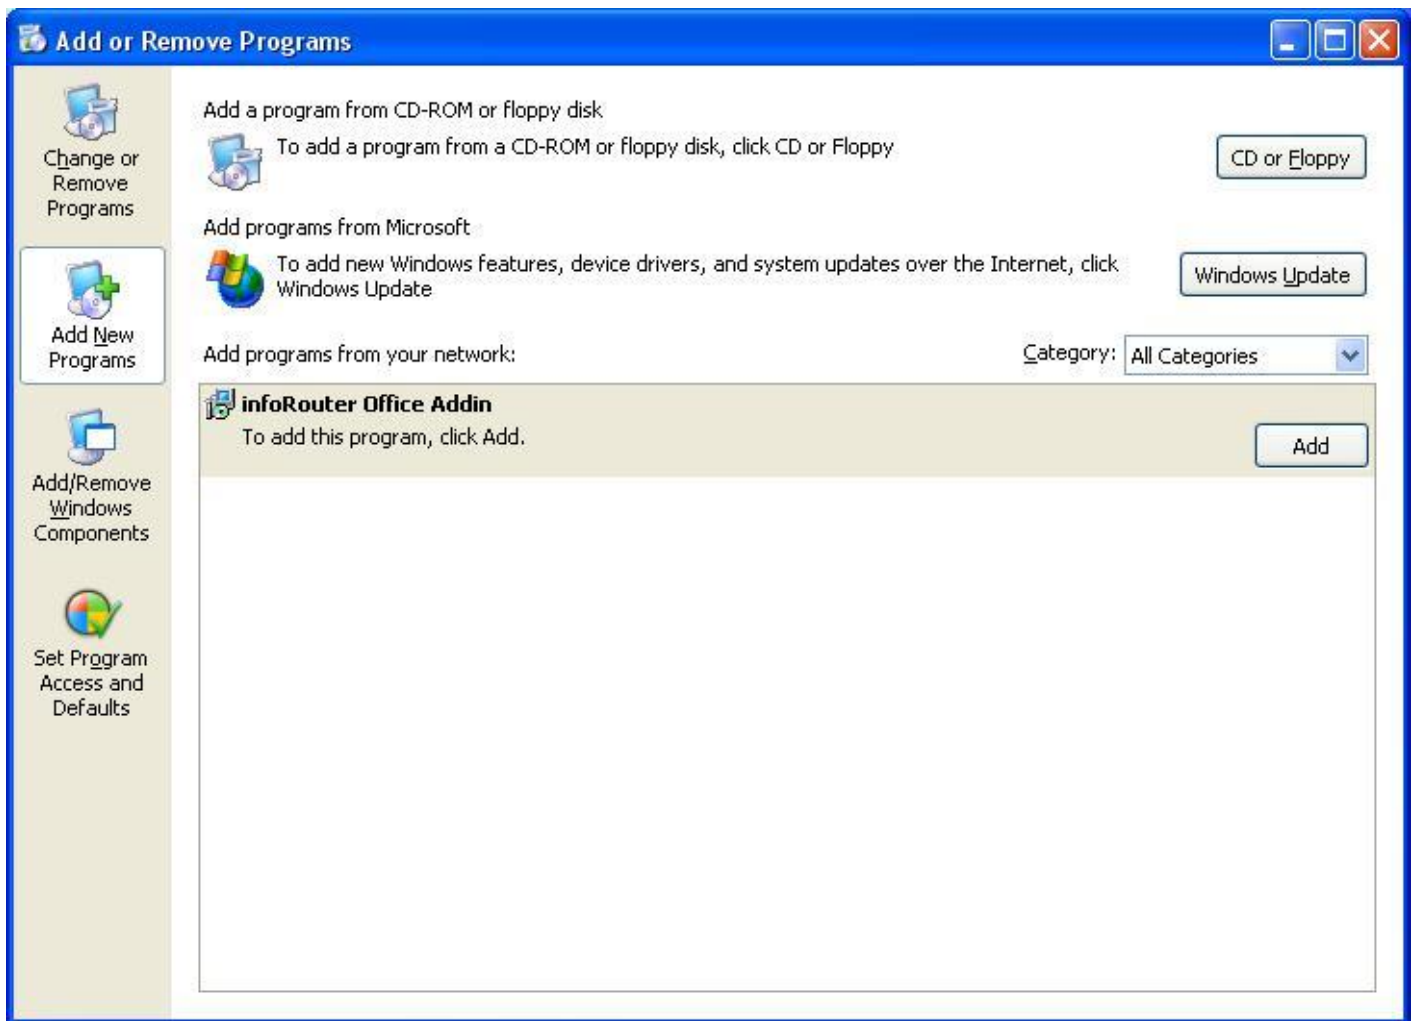 Add or Remove Programs
Change or
Remove
Programs
Add New
Programs
Add/Remove
Windows
Components
Set Program
Access and
Defaults
Add a program from CD-ROM or floppy disk
To add a program from a CD-ROM or floppy disk, click CD or Floppy
CD or Floppy
Add programs from Microsoft
To add new Windows features, device drivers, and system updates over the Internet, click
Windows Update
Windows Update
Add programs from your network:
Category: All Categories
infoRouter Office Addin
To add this program, click Add.
Add